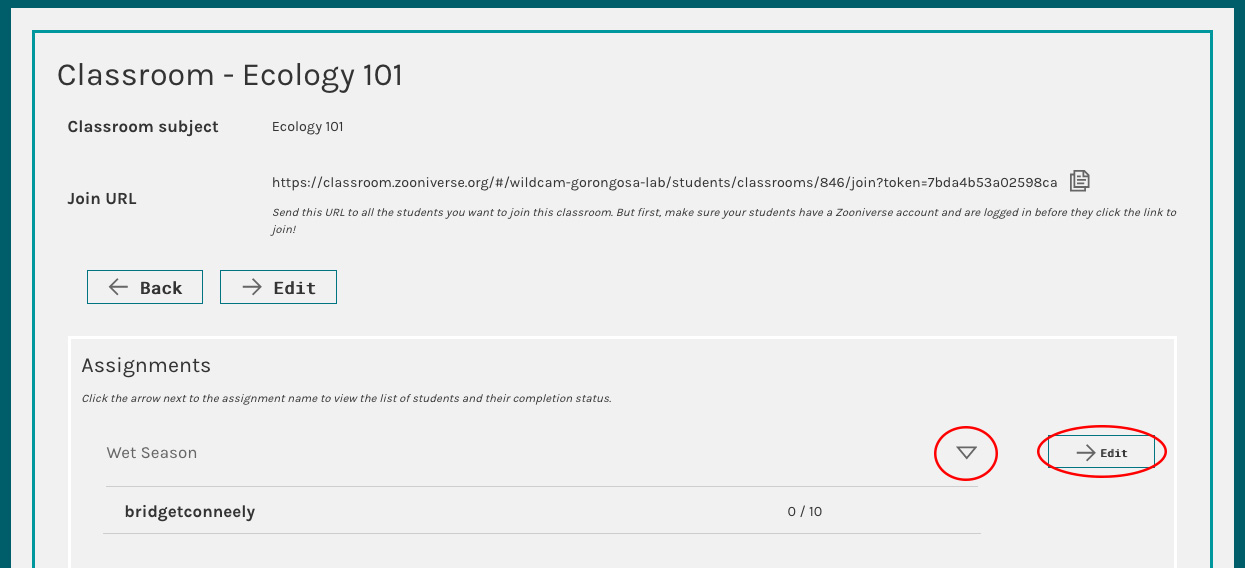 Classroom - Ecology 101
Classroom subject
Ecology 101
Join URL
https://classroom.zooniverse.org/#/wildcam-gorongosa-lab/students/classrooms/846/join?token=7bda4b53a02598ca
Send this URL to all the students you want to join this classroom. But first, make sure your students have a Zooniverse account and are logged in before they click the link to
join!
Back
Edit
Assignments
Click the arrow next to the assignment name to view the list of students and their completion status.
Wet Season
Edit
bridgetconneely
0 / 10